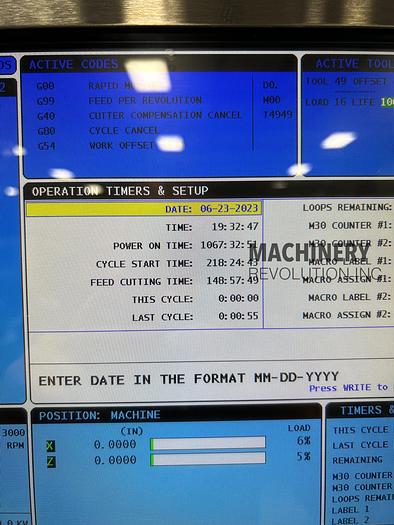 ACTIVE CODES
G00 RAPID D0.
G99 FEED PER REVOLUTION M00
G40 CUTTER COMPENSATION CANCEL T4949
G80 CYCLE CANCEL
G54 WORK OFFSET
ACTIVE TOOL
TOOL 49 OFFSET
LOAD 16 LIFE
OPERATION TIMERS & SETUP
DATE: 06-23-2023
TIME: 19:32:47
POWER ON TIME: 1067:32:51
CYCLE START TIME: 218:24:43
FEED CUTTING TIME: 148:57:49
THIS CYCLE: 0:00:00
LAST CYCLE: 0:00:55
LOOPS REMAINING:
M30 COUNTER #1:
M30 COUNTER #2:
MACRO LABEL #1:
MACRO ASSIGN #1:
MACRO LABEL #2:
MACRO ASSIGN #2:
MACHINERY
REVOLUTION INC
ENTER DATE IN THE FORMAT MM-DD-YYYY
Press WRITE to
3000
RPM
POSITION: MACHINE
(IN) LOAD
X 0.0000 6%
Z 0.0000 5%
TIMERS &
THIS CYCLE
LAST CYCLE
REMAINING
M30 COUNTER
M30 COUNTER
LABEL 1
LABEL 2